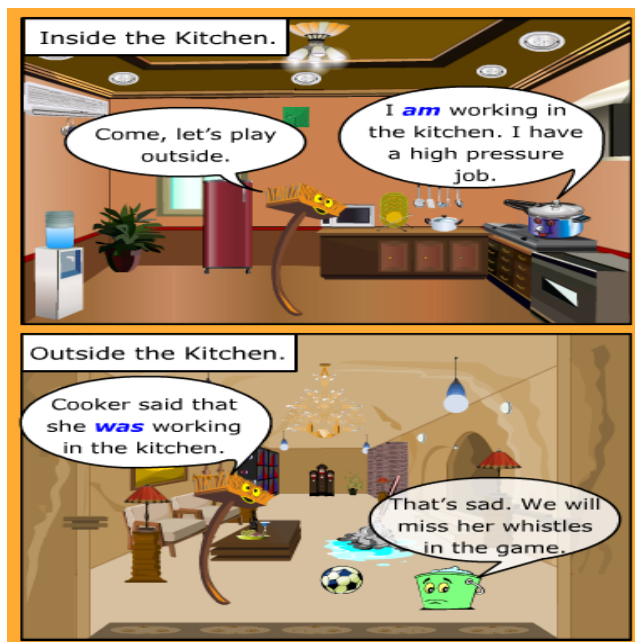 Inside the Kitchen.
Come, let's play
outside.
I am working in
the kitchen. I have
a high pressure
job.
Outside the Kitchen.
Cooker said that
she was working
in the kitchen.
That's sad. We will
miss her whistles
in the game.